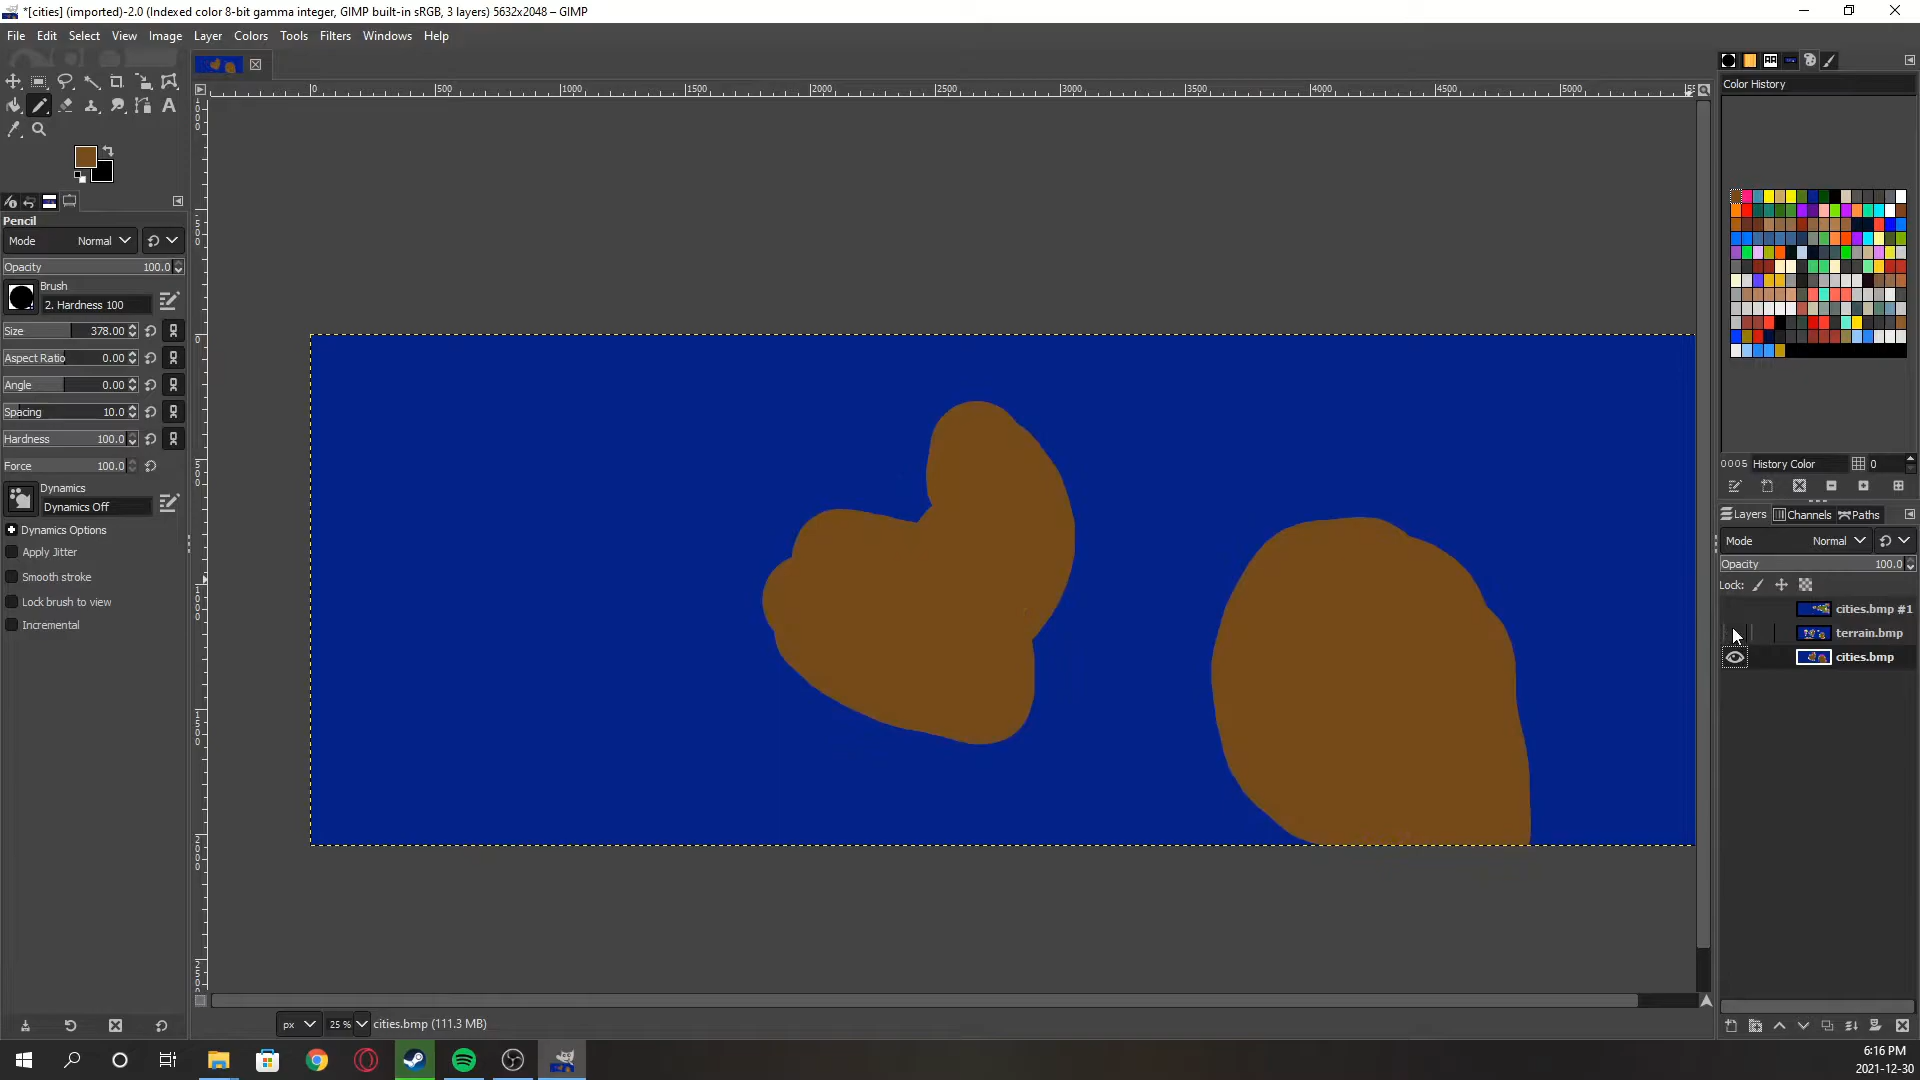 *[cities] (imported)-2.0 (Indexed color 8-bit gamma integer, GIMP built-in sRGB, 3 layers) 5632x2048 – GIMP
File Edit Select View Image Layer Colors Tools Filters Windows Help
Color History
0 500 1000 1500 2000 2500 3000 3500 4000 4500 5000
Pencil
Mode Normal
Opacity 100.0
Brush
2. Hardness 100
Size 378.00
Aspect Ratio 0.00
Angle 0.00
Spacing 10.0
Hardness 100.0
Force 100.0
Dynamics
Dynamics Off
Dynamics Options
Apply Jitter
Smooth stroke
Lock brush to view
Incremental
0
500
1000
1500
2000
0005 History Color 0
Layers Channels Paths
Mode Normal
Opacity 100.0
Lock:
cities.bmp #1
terrain.bmp
cities.bmp
px 25 % cities.bmp (111.3 MB)
6:16 PM
2021-12-30